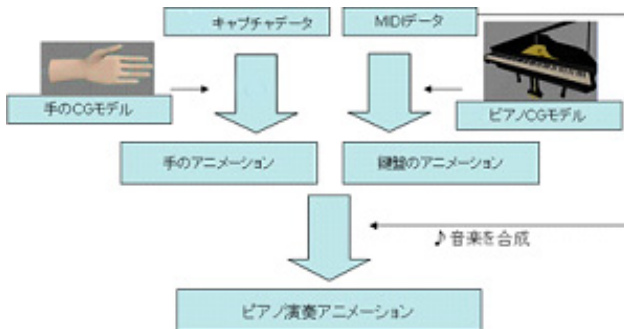 キャプチャデータ
MIDIデータ
手のCGモデル
ピアノCGモデル
手のアニメーション
鍵盤のアニメーション
♪音楽を合成
ピアノ演奏アニメーション